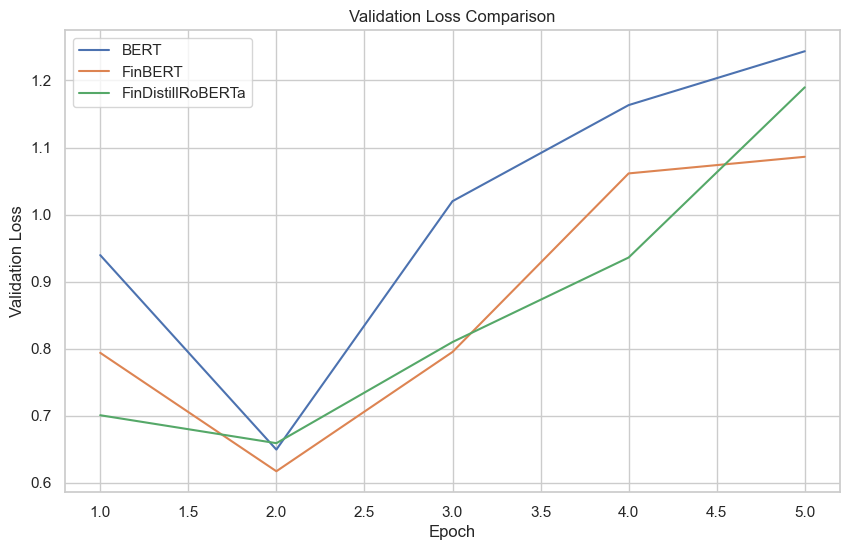 Validation Loss Comparison
BERT
FinBERT
FinDistillRoBERTa
Validation Loss
1.2
1.1
1.0
0.9
0.8
0.7
0.6
1.0 1.5 2.0 2.5 3.0 3.5 4.0 4.5 5.0
Epoch